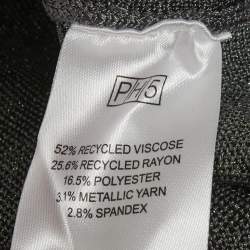 PH5
52% RECYCLED VISCOSE
25.6% RECYCLED RAYON
16.5% POLYESTER
3.1% METALLIC YARN
2.8% SPANDEX